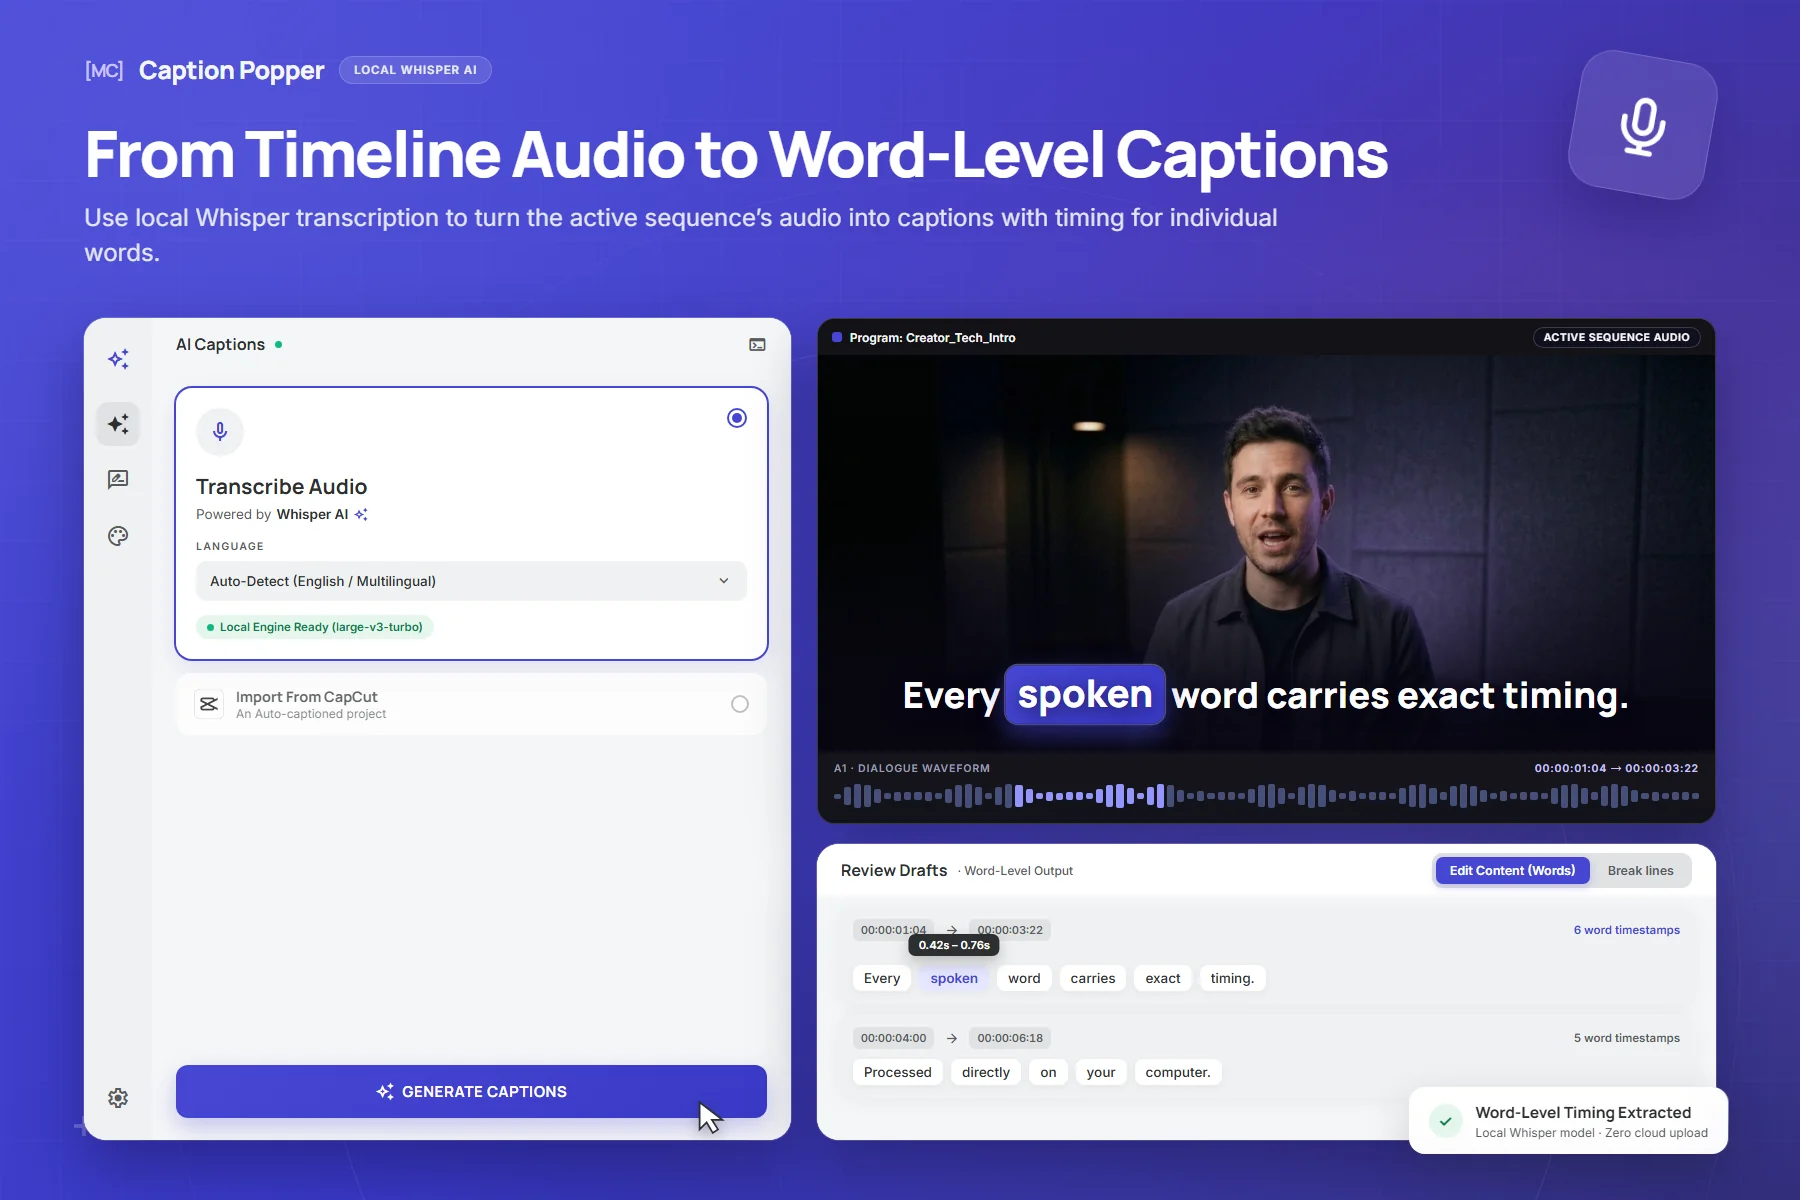 [MC] Caption Popper LOCAL WHISPER AI
From Timeline Audio to Word-Level Captions
Use local Whisper transcription to turn the active sequence’s audio into captions with timing for individual
words.
AI Captions
Transcribe Audio
Powered by Whisper AI
LANGUAGE
Auto-Detect (English / Multilingual)
Local Engine Ready (large-v3-turbo)
Import From CapCut
An Auto-captioned project
GENERATE CAPTIONS
Program: Creator_Tech_Intro ACTIVE SEQUENCE AUDIO
Every spoken word carries exact timing.
A1 · DIALOGUE WAVEFORM 00:00:01:04 → 00:00:03:22
Review Drafts · Word-Level Output Edit Content (Words) Break lines
00:00:01:04 → 00:00:03:22 6 word timestamps
0.42s – 0.76s
Every spoken word carries exact timing.
00:00:04:00 → 00:00:06:18 5 word timestamps
Processed directly on your computer.
Word-Level Timing Extracted
Local Whisper model · Zero cloud upload